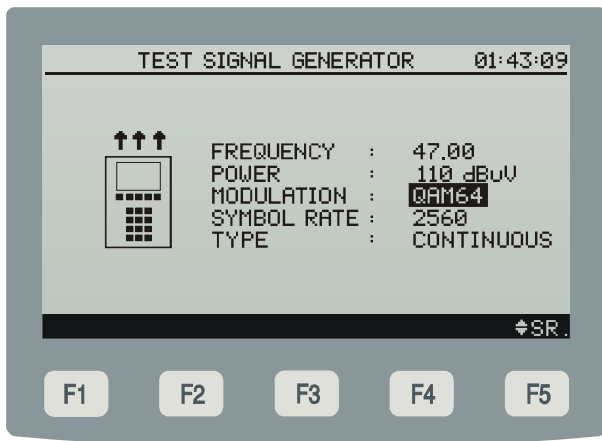 TEST SIGNAL GENERATOR 01:43:09
FREQUENCY : 47.00
POWER : 110 dBuV
MODULATION : QAM64
SYMBOL RATE : 2560
TYPE : CONTINUOUS
SR.
F1 F2 F3 F4 F5